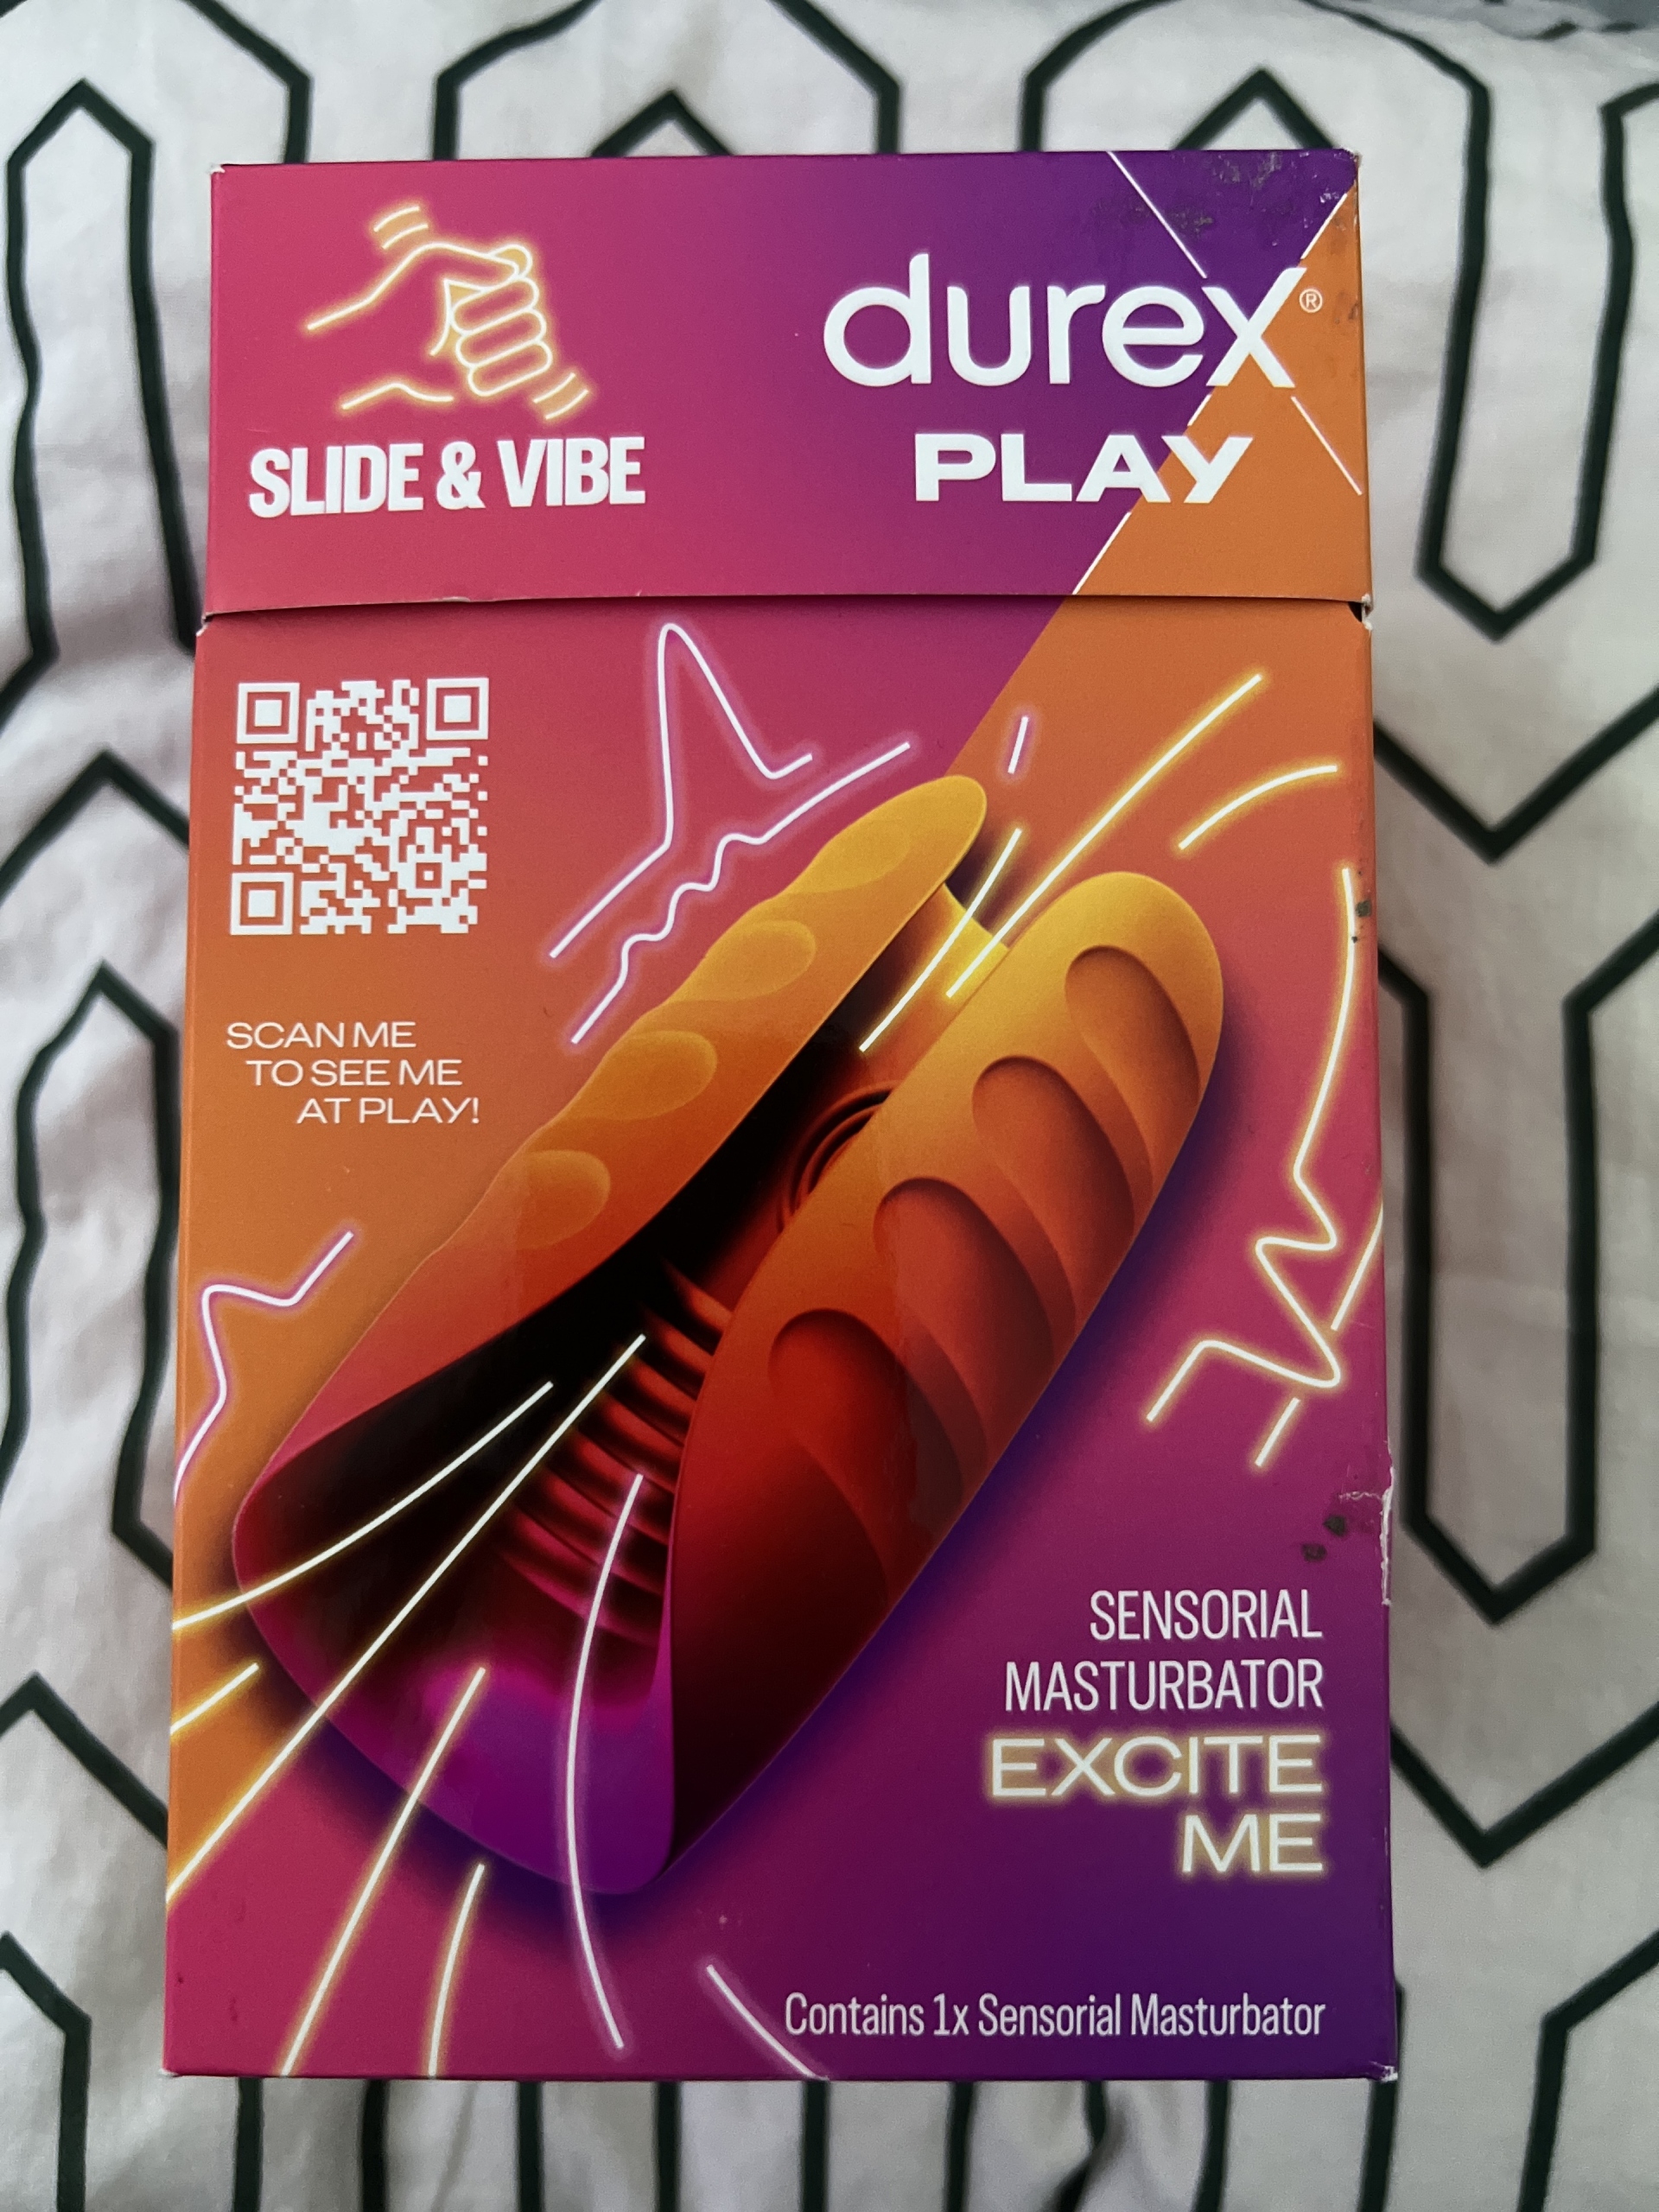 SLIDE & VIBE
durex®
PLAY
SCAN ME
TO SEE ME
AT PLAY!
SENSORIAL
MASTURBATOR
EXCITE
ME
Contains 1x Sensorial Masturbator